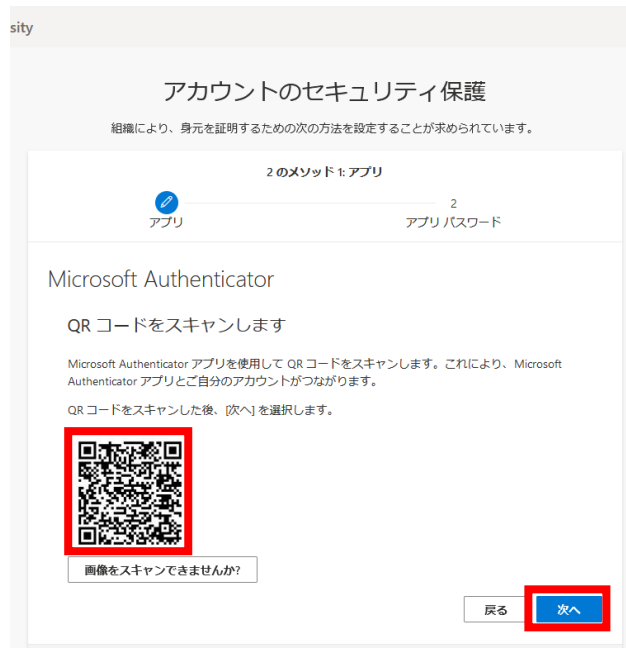 sity
アカウントのセキュリティ保護
組織により、身元を証明するための次の方法を設定することが求められています。
2 のメソッド 1: アプリ
アプリ
2
アプリ パスワード
Microsoft Authenticator
QR コードをスキャンします
Microsoft Authenticator アプリを使用して QR コードをスキャンします。これにより、Microsoft
Authenticator アプリとご自分のアカウントがつながります。
QR コードをスキャンした後、[次へ] を選択します。
画像をスキャンできませんか?
戻る
次へ